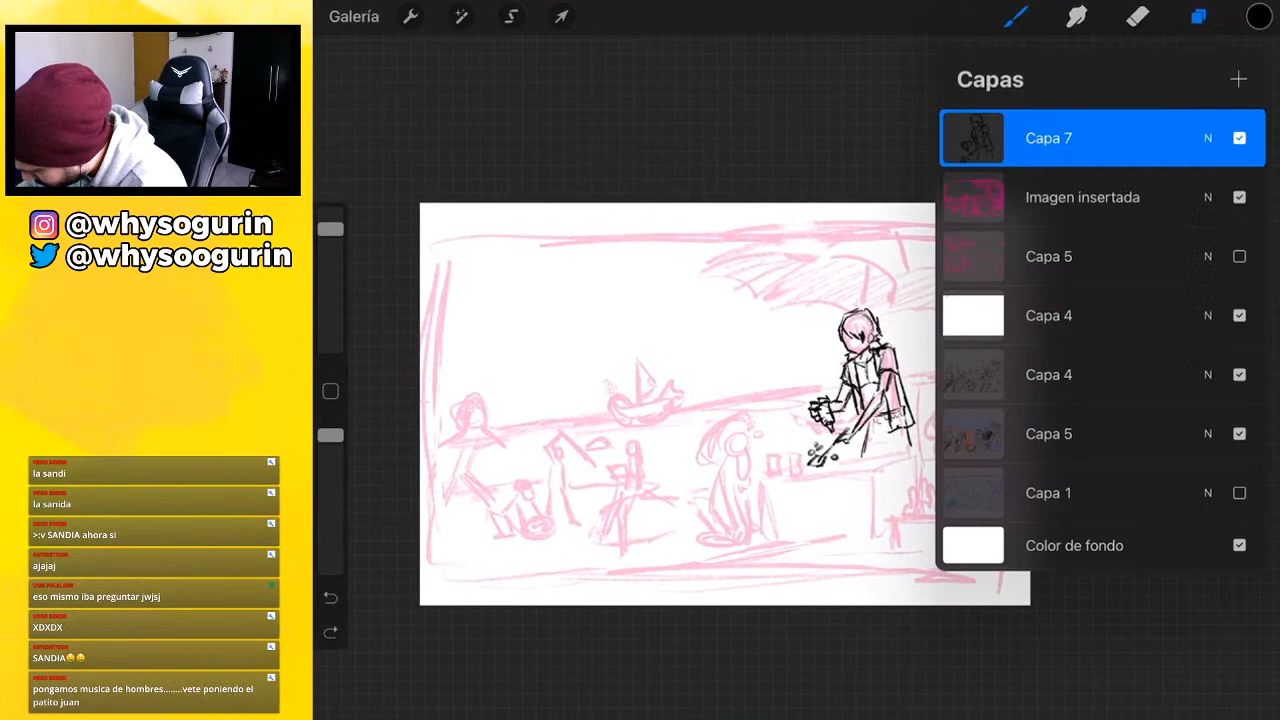 Galería
@whysogurin
@whysoogurin
la sandi
la sanida
>:v SANDIA ahora si
ajajaj
eso mismo iba preguntar jwjsj
XDXDX
SANDIA😄😄
pongamos musica de hombres........vete poniendo el
patito juan
Capas
Capa 7 N
Imagen insertada N
Capa 5 N
Capa 4 N
Capa 4 N
Capa 5 N
Capa 1 N
Color de fondo